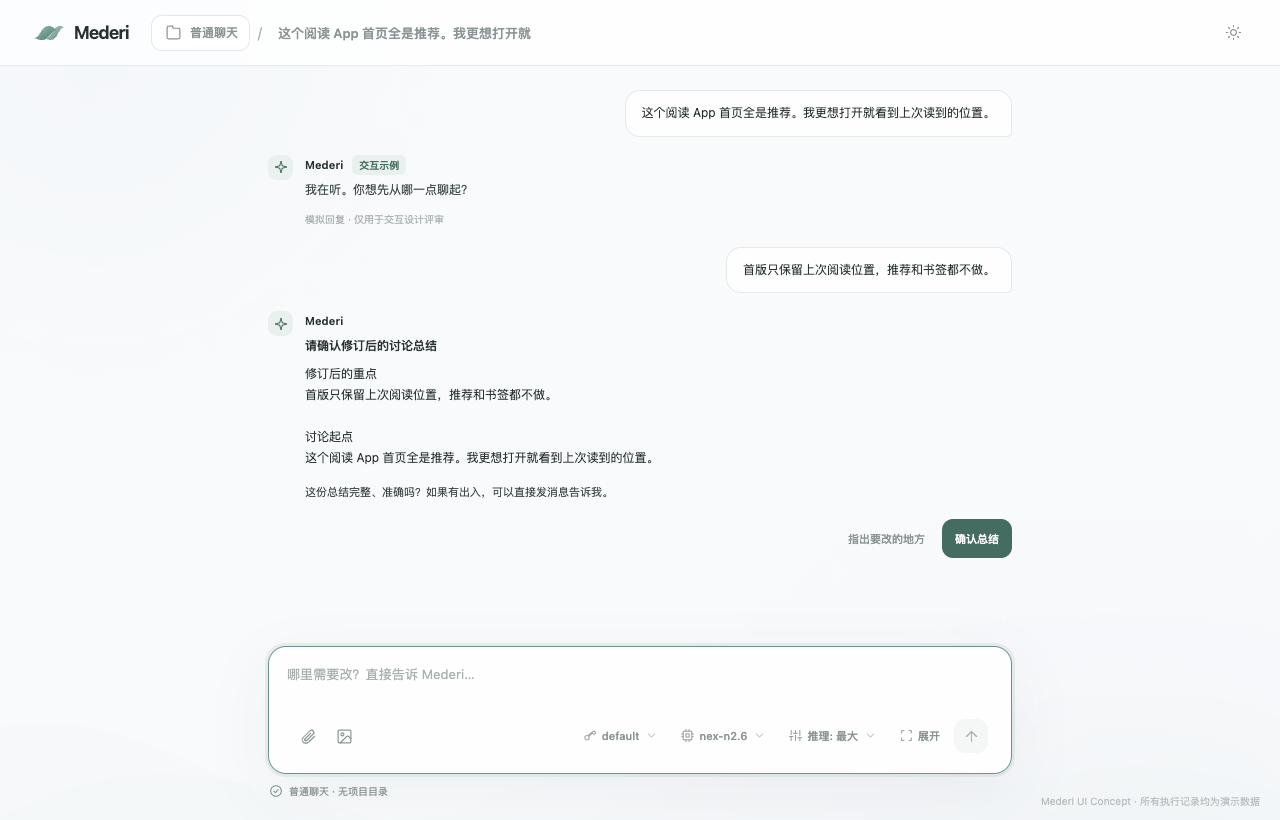 Mederi
普通聊天
/
这个阅读 App 首页全是推荐。我更想打开就
这个阅读 App 首页全是推荐。我更想打开就看到上次读到的位置。
Mederi 交互示例
我在听。你想先从哪一点聊起？
模拟回复 · 仅用于交互设计评审
首版只保留上次阅读位置，推荐和书签都不做。
Mederi
请确认修订后的讨论总结
修订后的重点
首版只保留上次阅读位置，推荐和书签都不做。
讨论起点
这个阅读 App 首页全是推荐。我更想打开就看到上次读到的位置。
这份总结完整、准确吗？如果有出入，可以直接发消息告诉我。
指出要改的地方
确认总结
哪里需要改？直接告诉 Mederi...
default
nex-n2.6
推理: 最大
展开
普通聊天 · 无项目目录
Mederi UI Concept · 所有执行记录均为演示数据